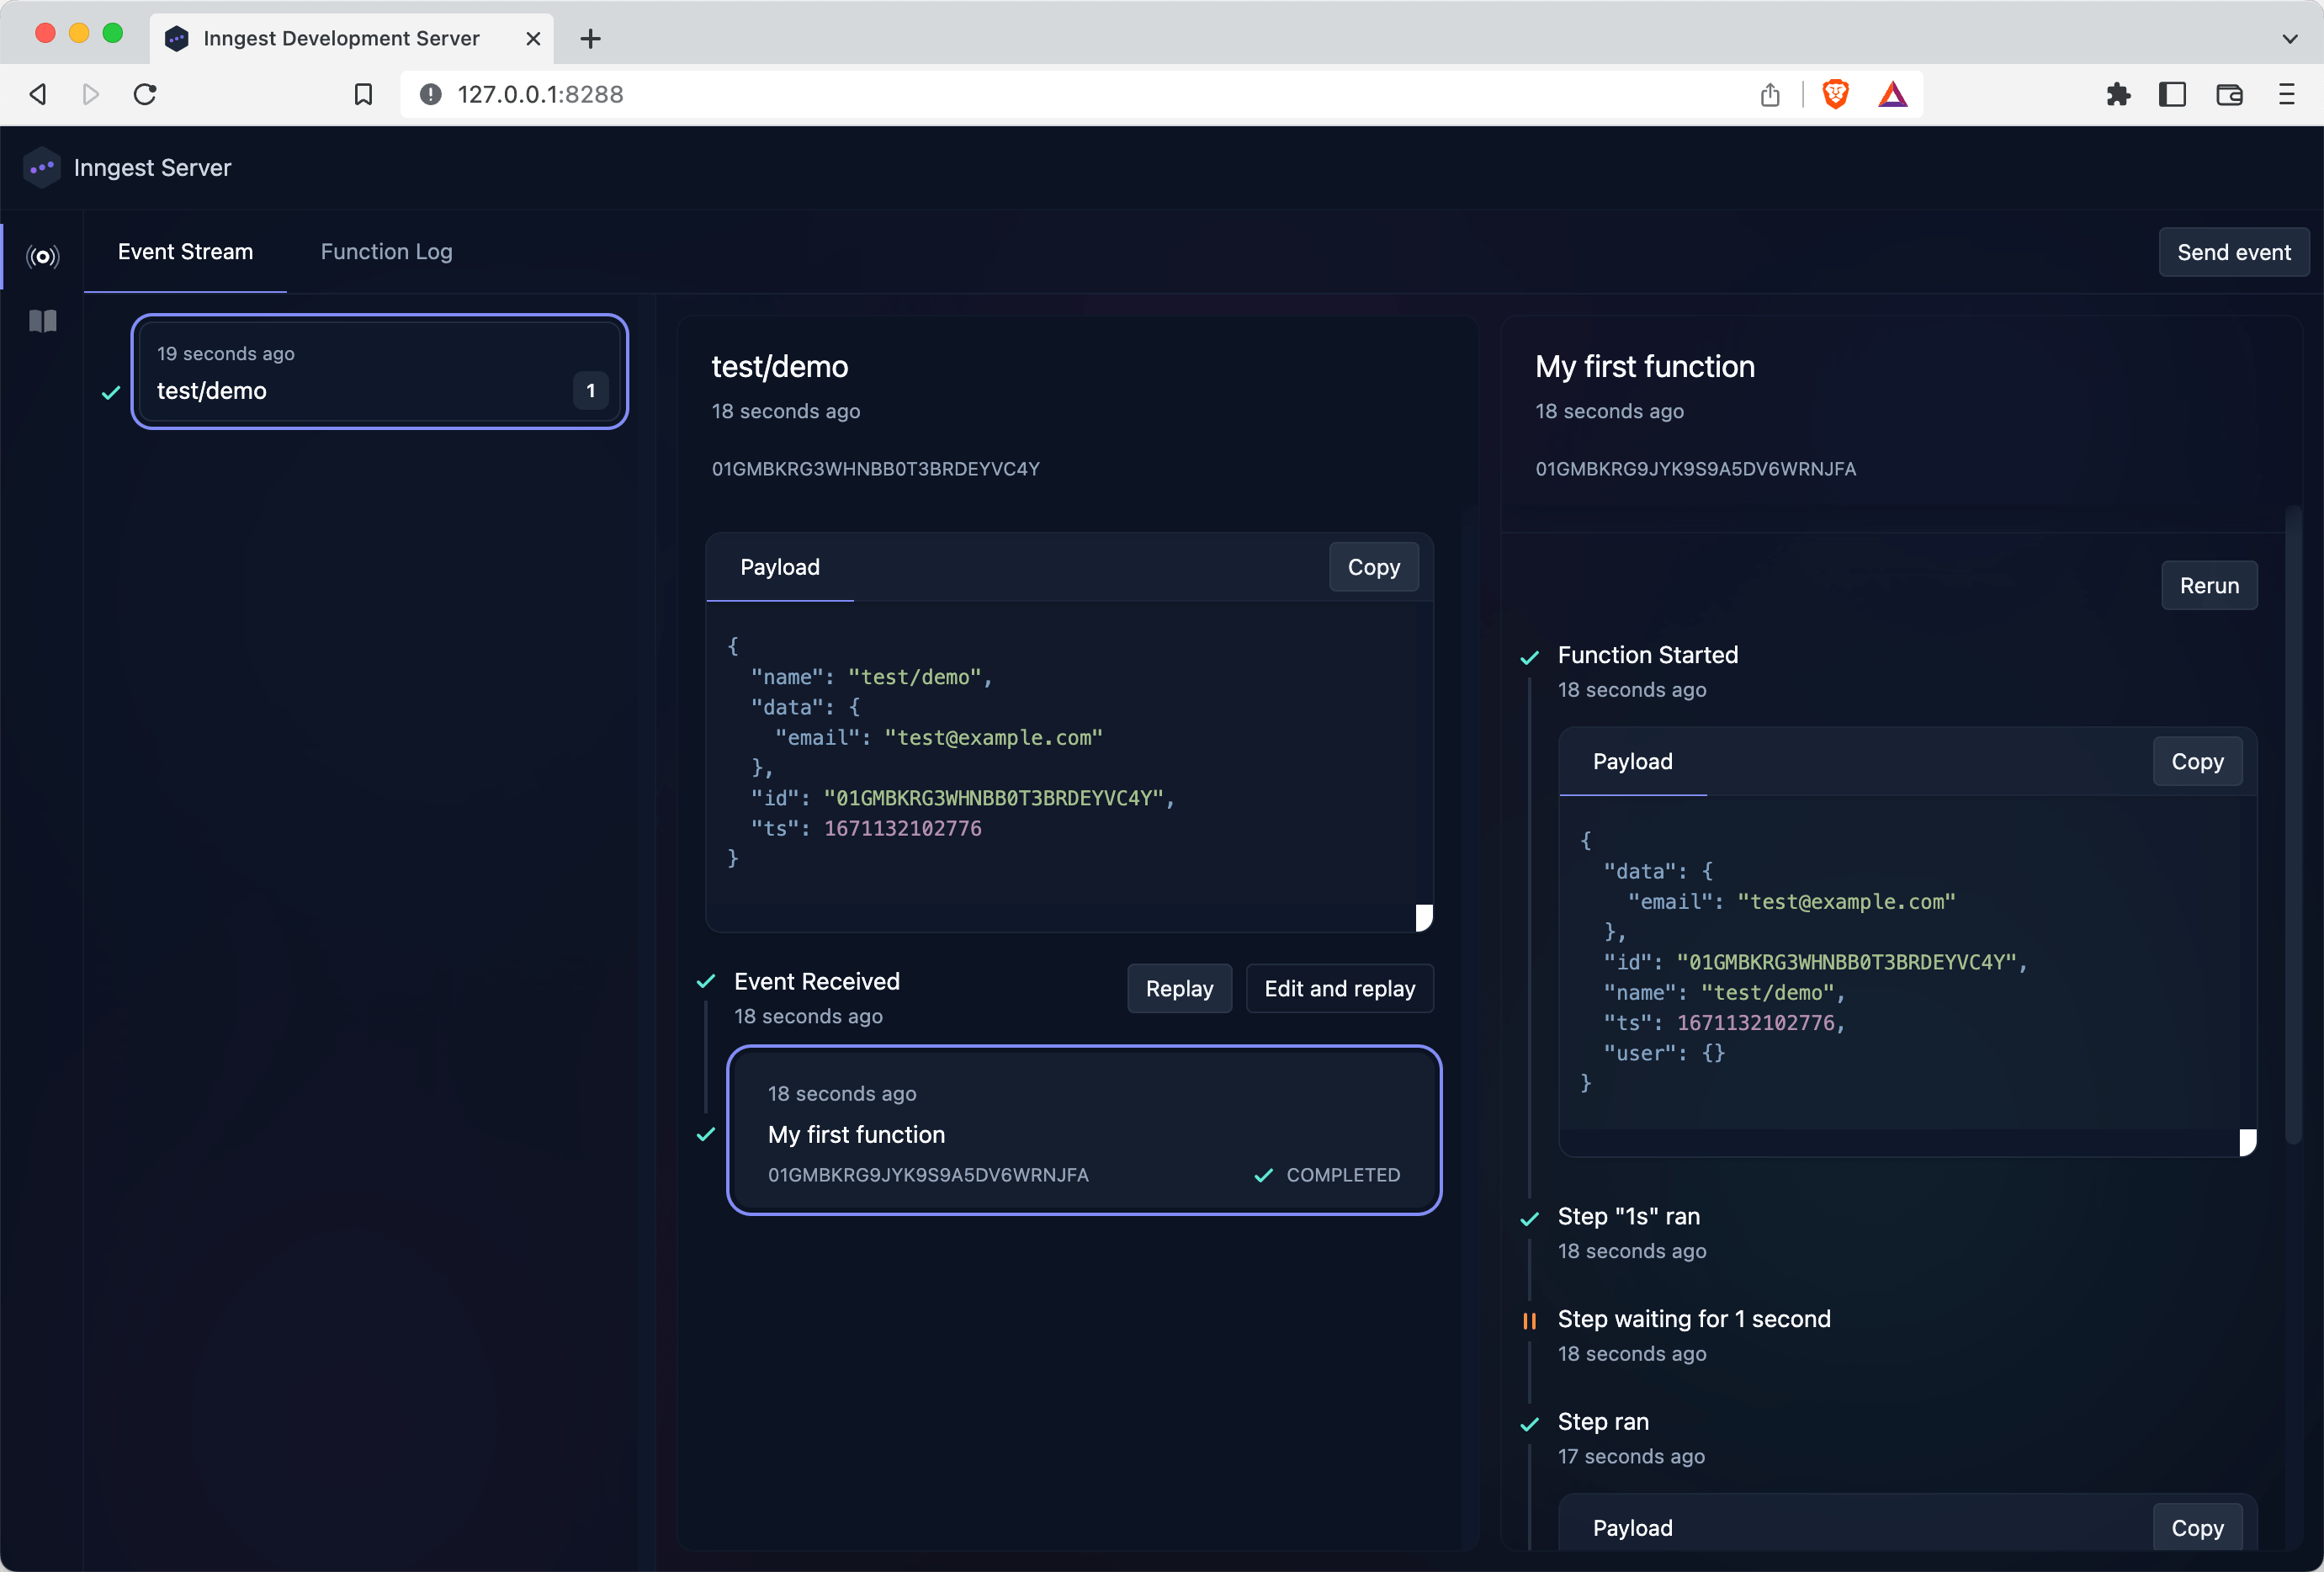 Inngest Development Server
127.0.0.1:8288
Inngest Server
Event Stream
Function Log
Send event
19 seconds ago
test/demo
1
test/demo
18 seconds ago
01GMBKRG3WHNBB0T3BRDEYVC4Y
Payload
Copy
{
"name": "test/demo",
"data": {
"email": "test@example.com"
},
"id": "01GMBKRG3WHNBB0T3BRDEYVC4Y",
"ts": 1671132102776
}
Event Received
18 seconds ago
Replay
Edit and replay
18 seconds ago
My first function
01GMBKRG9JYK9S9A5DV6WRNJFA
COMPLETED
My first function
18 seconds ago
01GMBKRG9JYK9S9A5DV6WRNJFA
Rerun
Function Started
18 seconds ago
Payload
Copy
{
"data": {
"email": "test@example.com"
},
"id": "01GMBKRG3WHNBB0T3BRDEYVC4Y",
"name": "test/demo",
"ts": 1671132102776,
"user": {}
}
Step "1s" ran
18 seconds ago
Step waiting for 1 second
18 seconds ago
Step ran
17 seconds ago
Payload
Copy